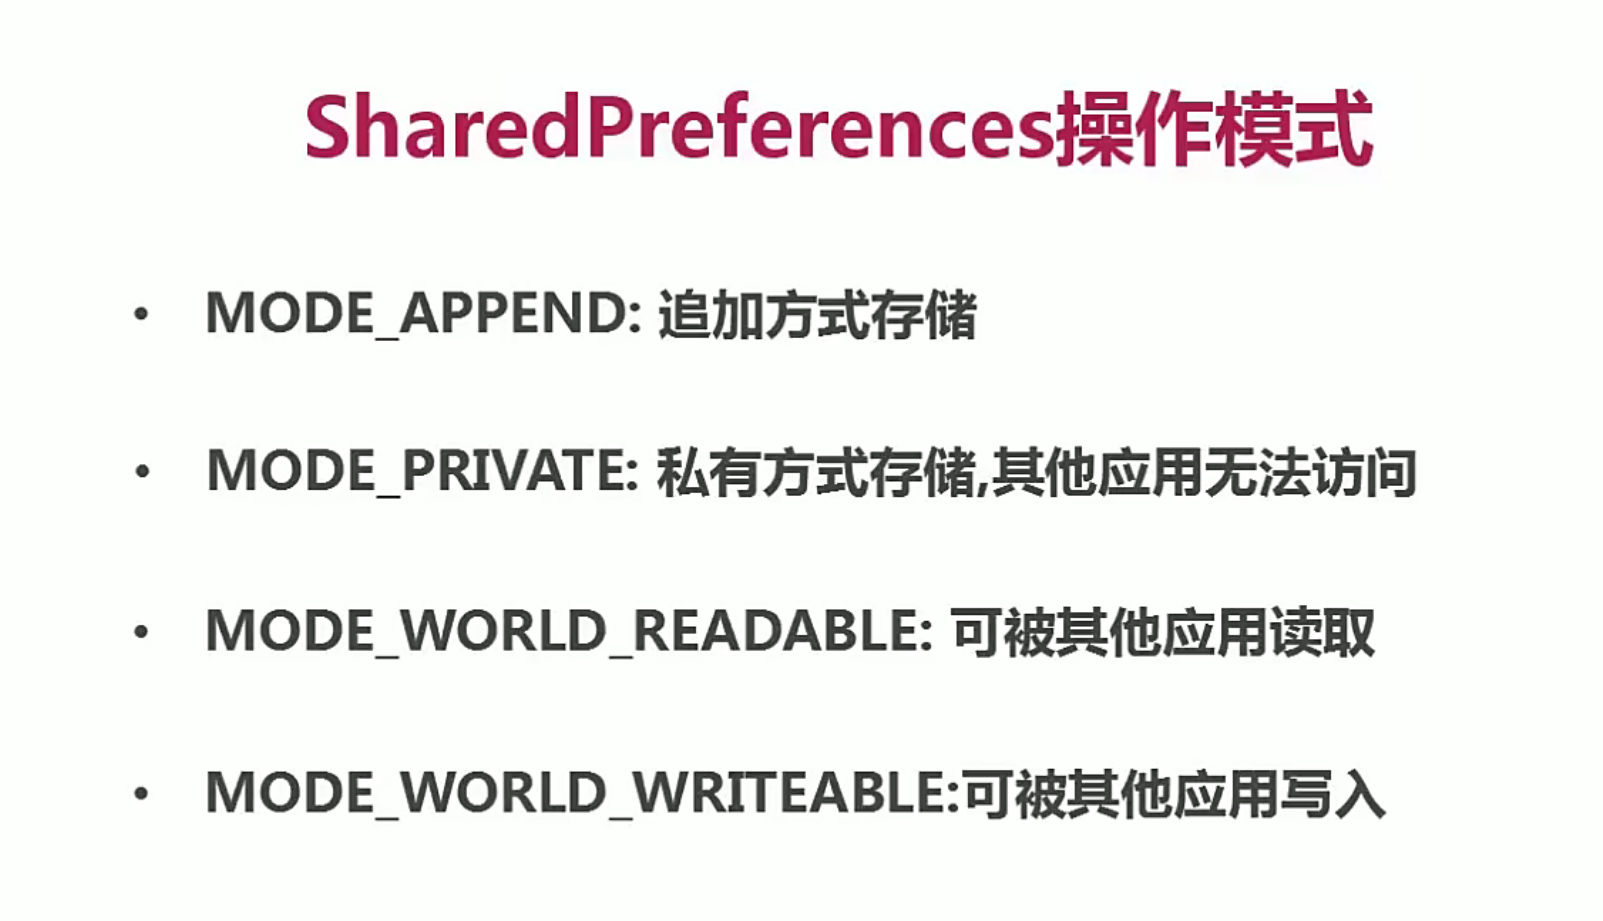 SharedPreferences操作模式
• MODE_APPEND: 追加方式存储
• MODE_PRIVATE: 私有方式存储,其他应用无法访问
• MODE_WORLD_READABLE: 可被其他应用读取
• MODE_WORLD_WRITEABLE:可被其他应用写入